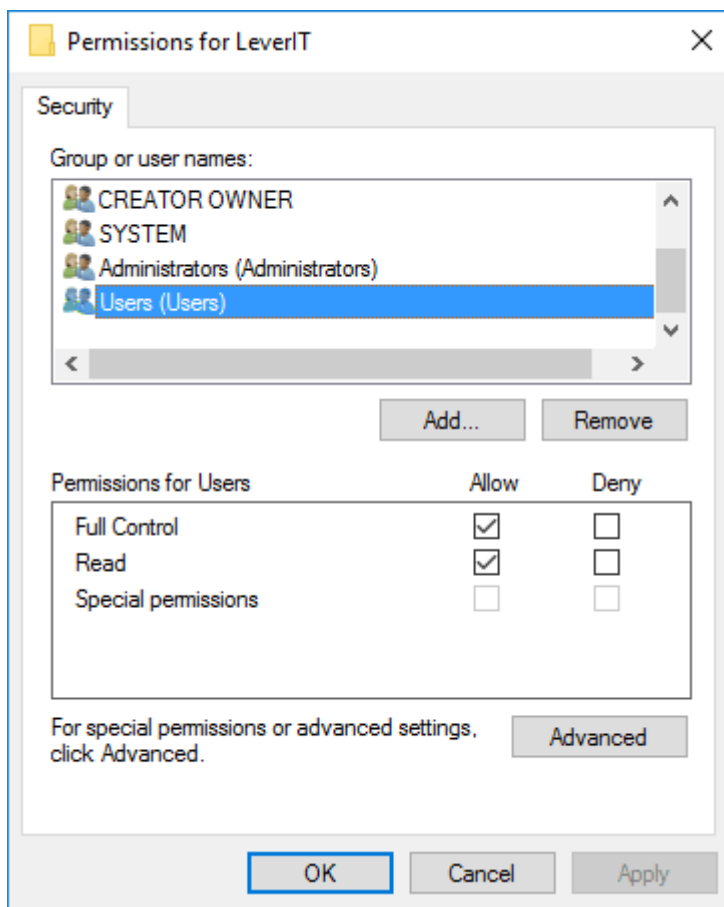 Permissions for LeverIT
Security
Group or user names:
CREATOR OWNER
SYSTEM
Administrators (Administrators)
Users (Users)
Add... Remove
Permissions for Users Allow Deny
Full Control
Read
Special permissions
For special permissions or advanced settings, Advanced
click Advanced.
OK Cancel Apply